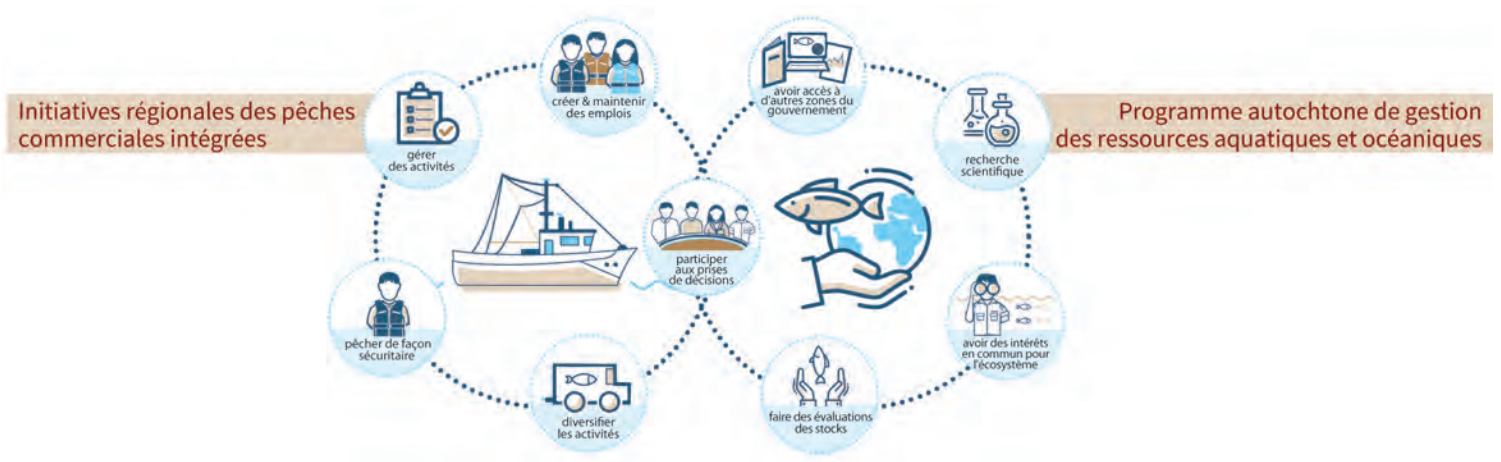 Initiatives régionales des pêches
commerciales intégrées
créer & maintenir
des emplois
gérer
des activités
pêcher de façon
sécuritaire
diversifier
les activités
participer
aux prises
de décisions
avoir accès à
d'autres zones du
gouvernement
recherche
scientifique
avoir des intérêts
en commun pour
l'écosystème
faire des évaluations
des stocks
Programme autochtone de gestion
des ressources aquatiques et océaniques